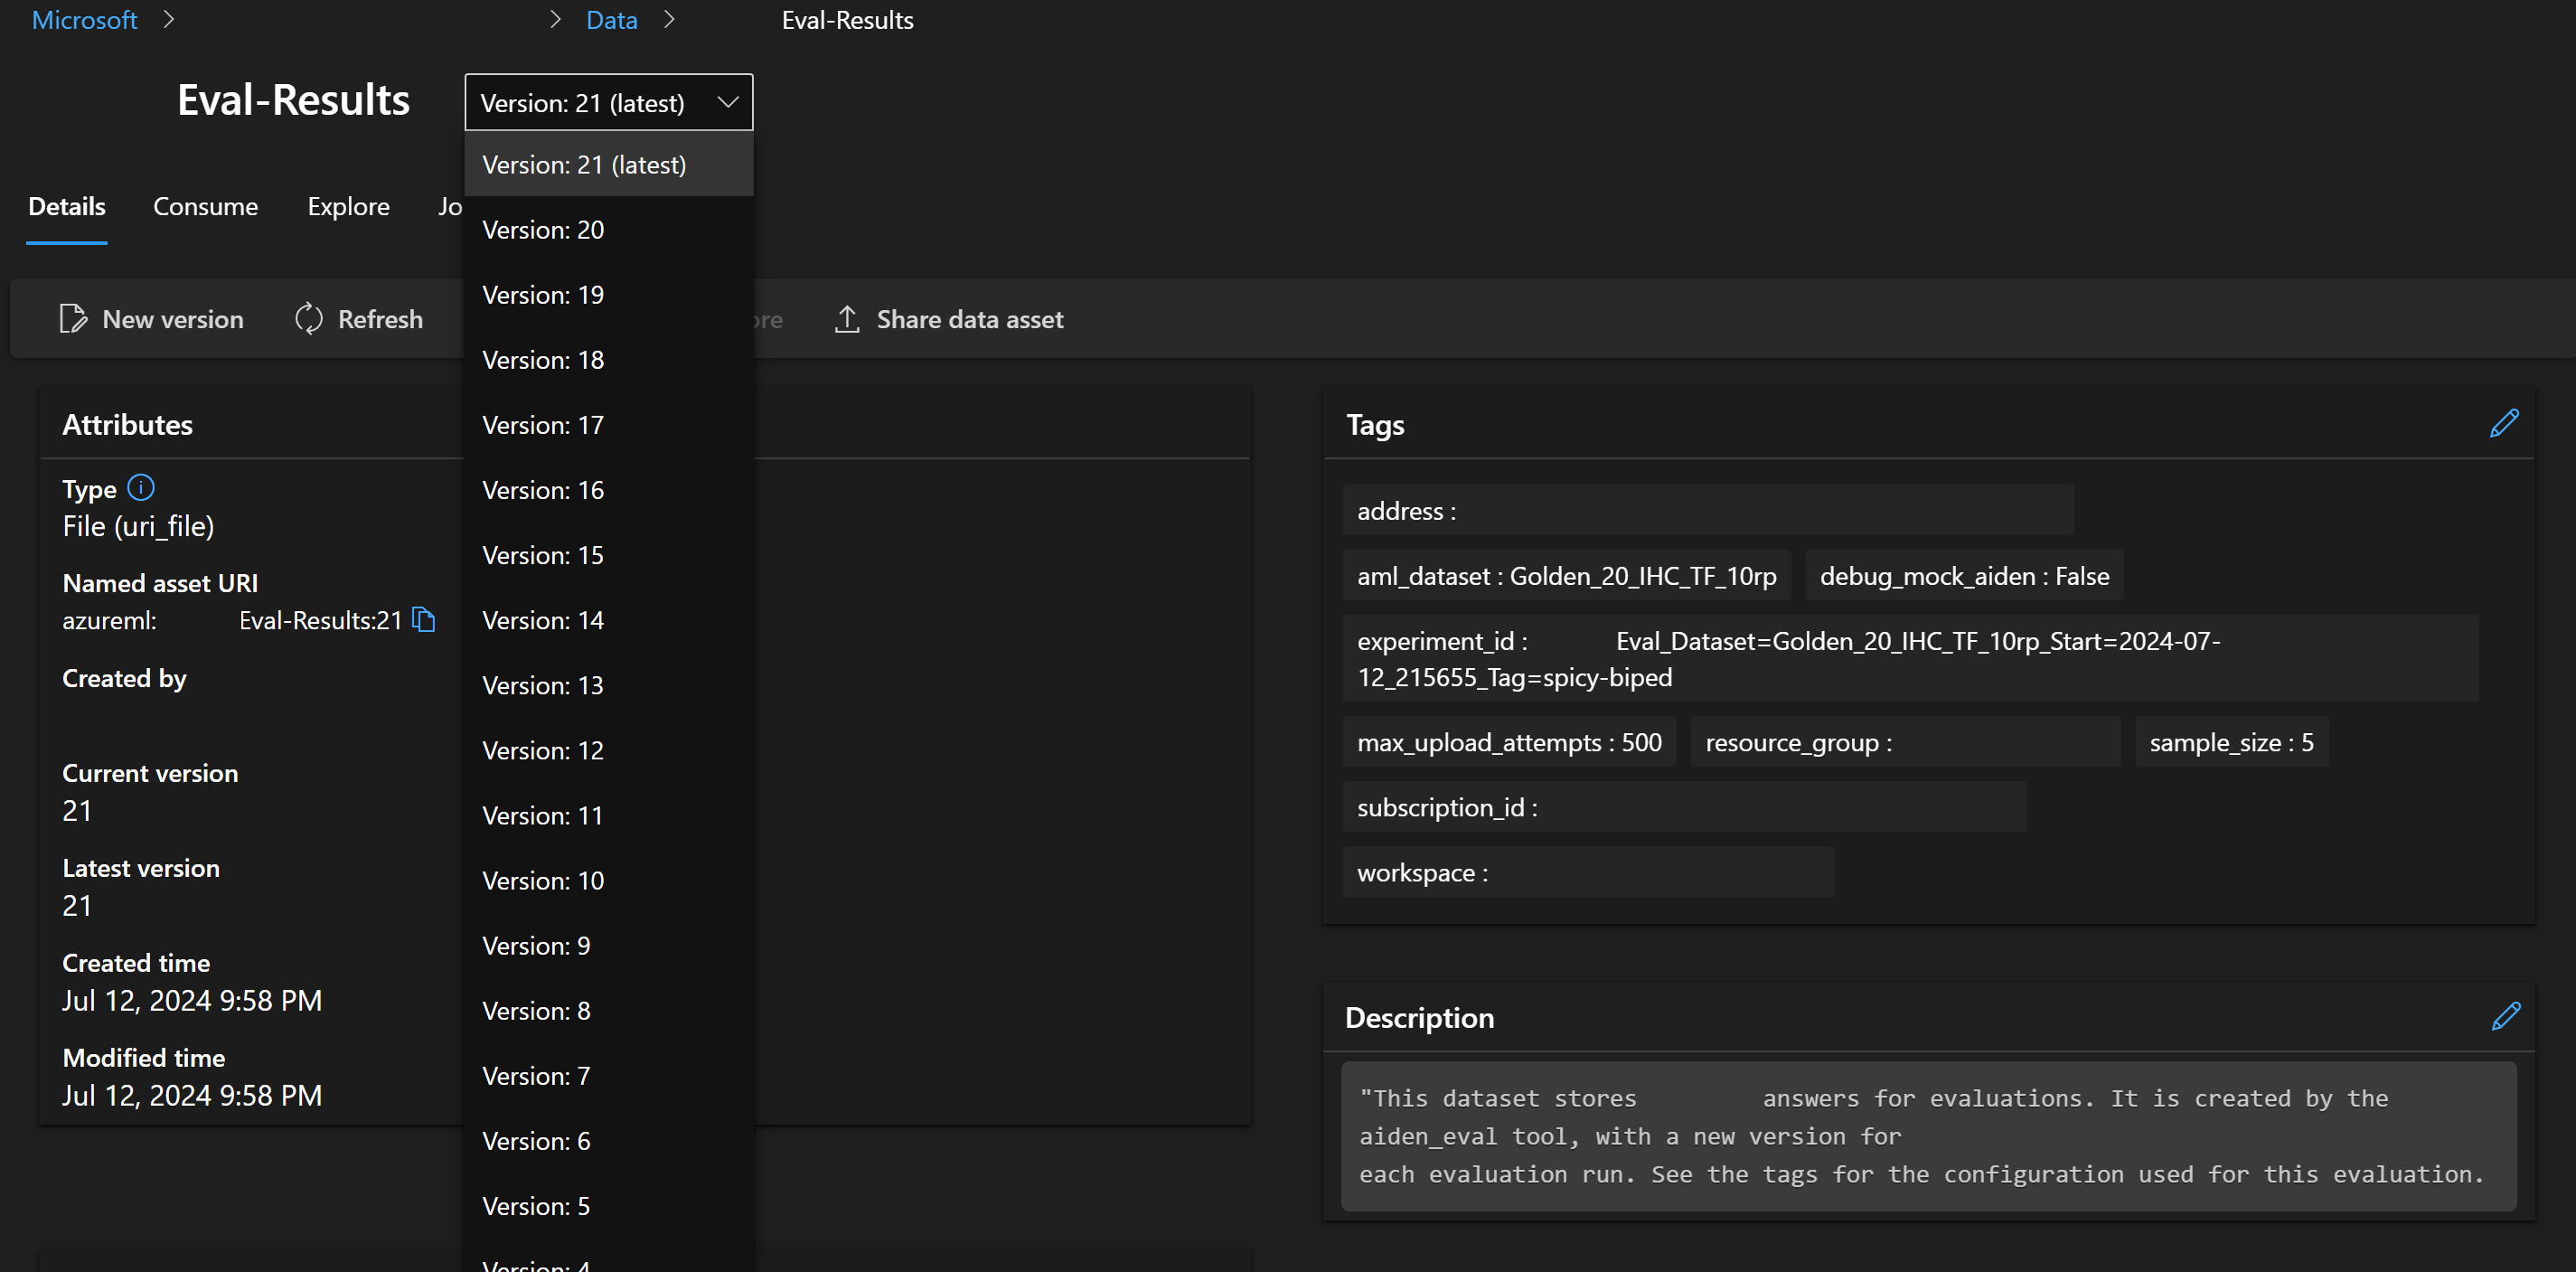 Microsoft > > Data > Eval-Results
Eval-Results
Version: 21 (latest)
Version: 21 (latest)
Version: 20
Version: 19
Version: 18
Version: 17
Version: 16
Version: 15
Version: 14
Version: 13
Version: 12
Version: 11
Version: 10
Version: 9
Version: 8
Version: 7
Version: 6
Version: 5
Version: 4
Details Consume Explore
New version Refresh Share data asset
Attributes
Type
File (uri_file)
Named asset URI
azureml: Eval-Results:21
Created by
Current version
21
Latest version
21
Created time
Jul 12, 2024 9:58 PM
Modified time
Jul 12, 2024 9:58 PM
Tags
address :
aml_dataset : Golden_20_IHC_TF_10rp debug_mock_aiden : False
experiment_id : Eval_Dataset=Golden_20_IHC_TF_10rp_Start=2024-07-
12_215655_Tag=spicy-biped
max_upload_attempts : 500 resource_group : sample_size : 5
subscription_id :
workspace :
Description
"This dataset stores answers for evaluations. It is created by the
aiden_eval tool, with a new version for
each evaluation run. See the tags for the configuration used for this evaluation.